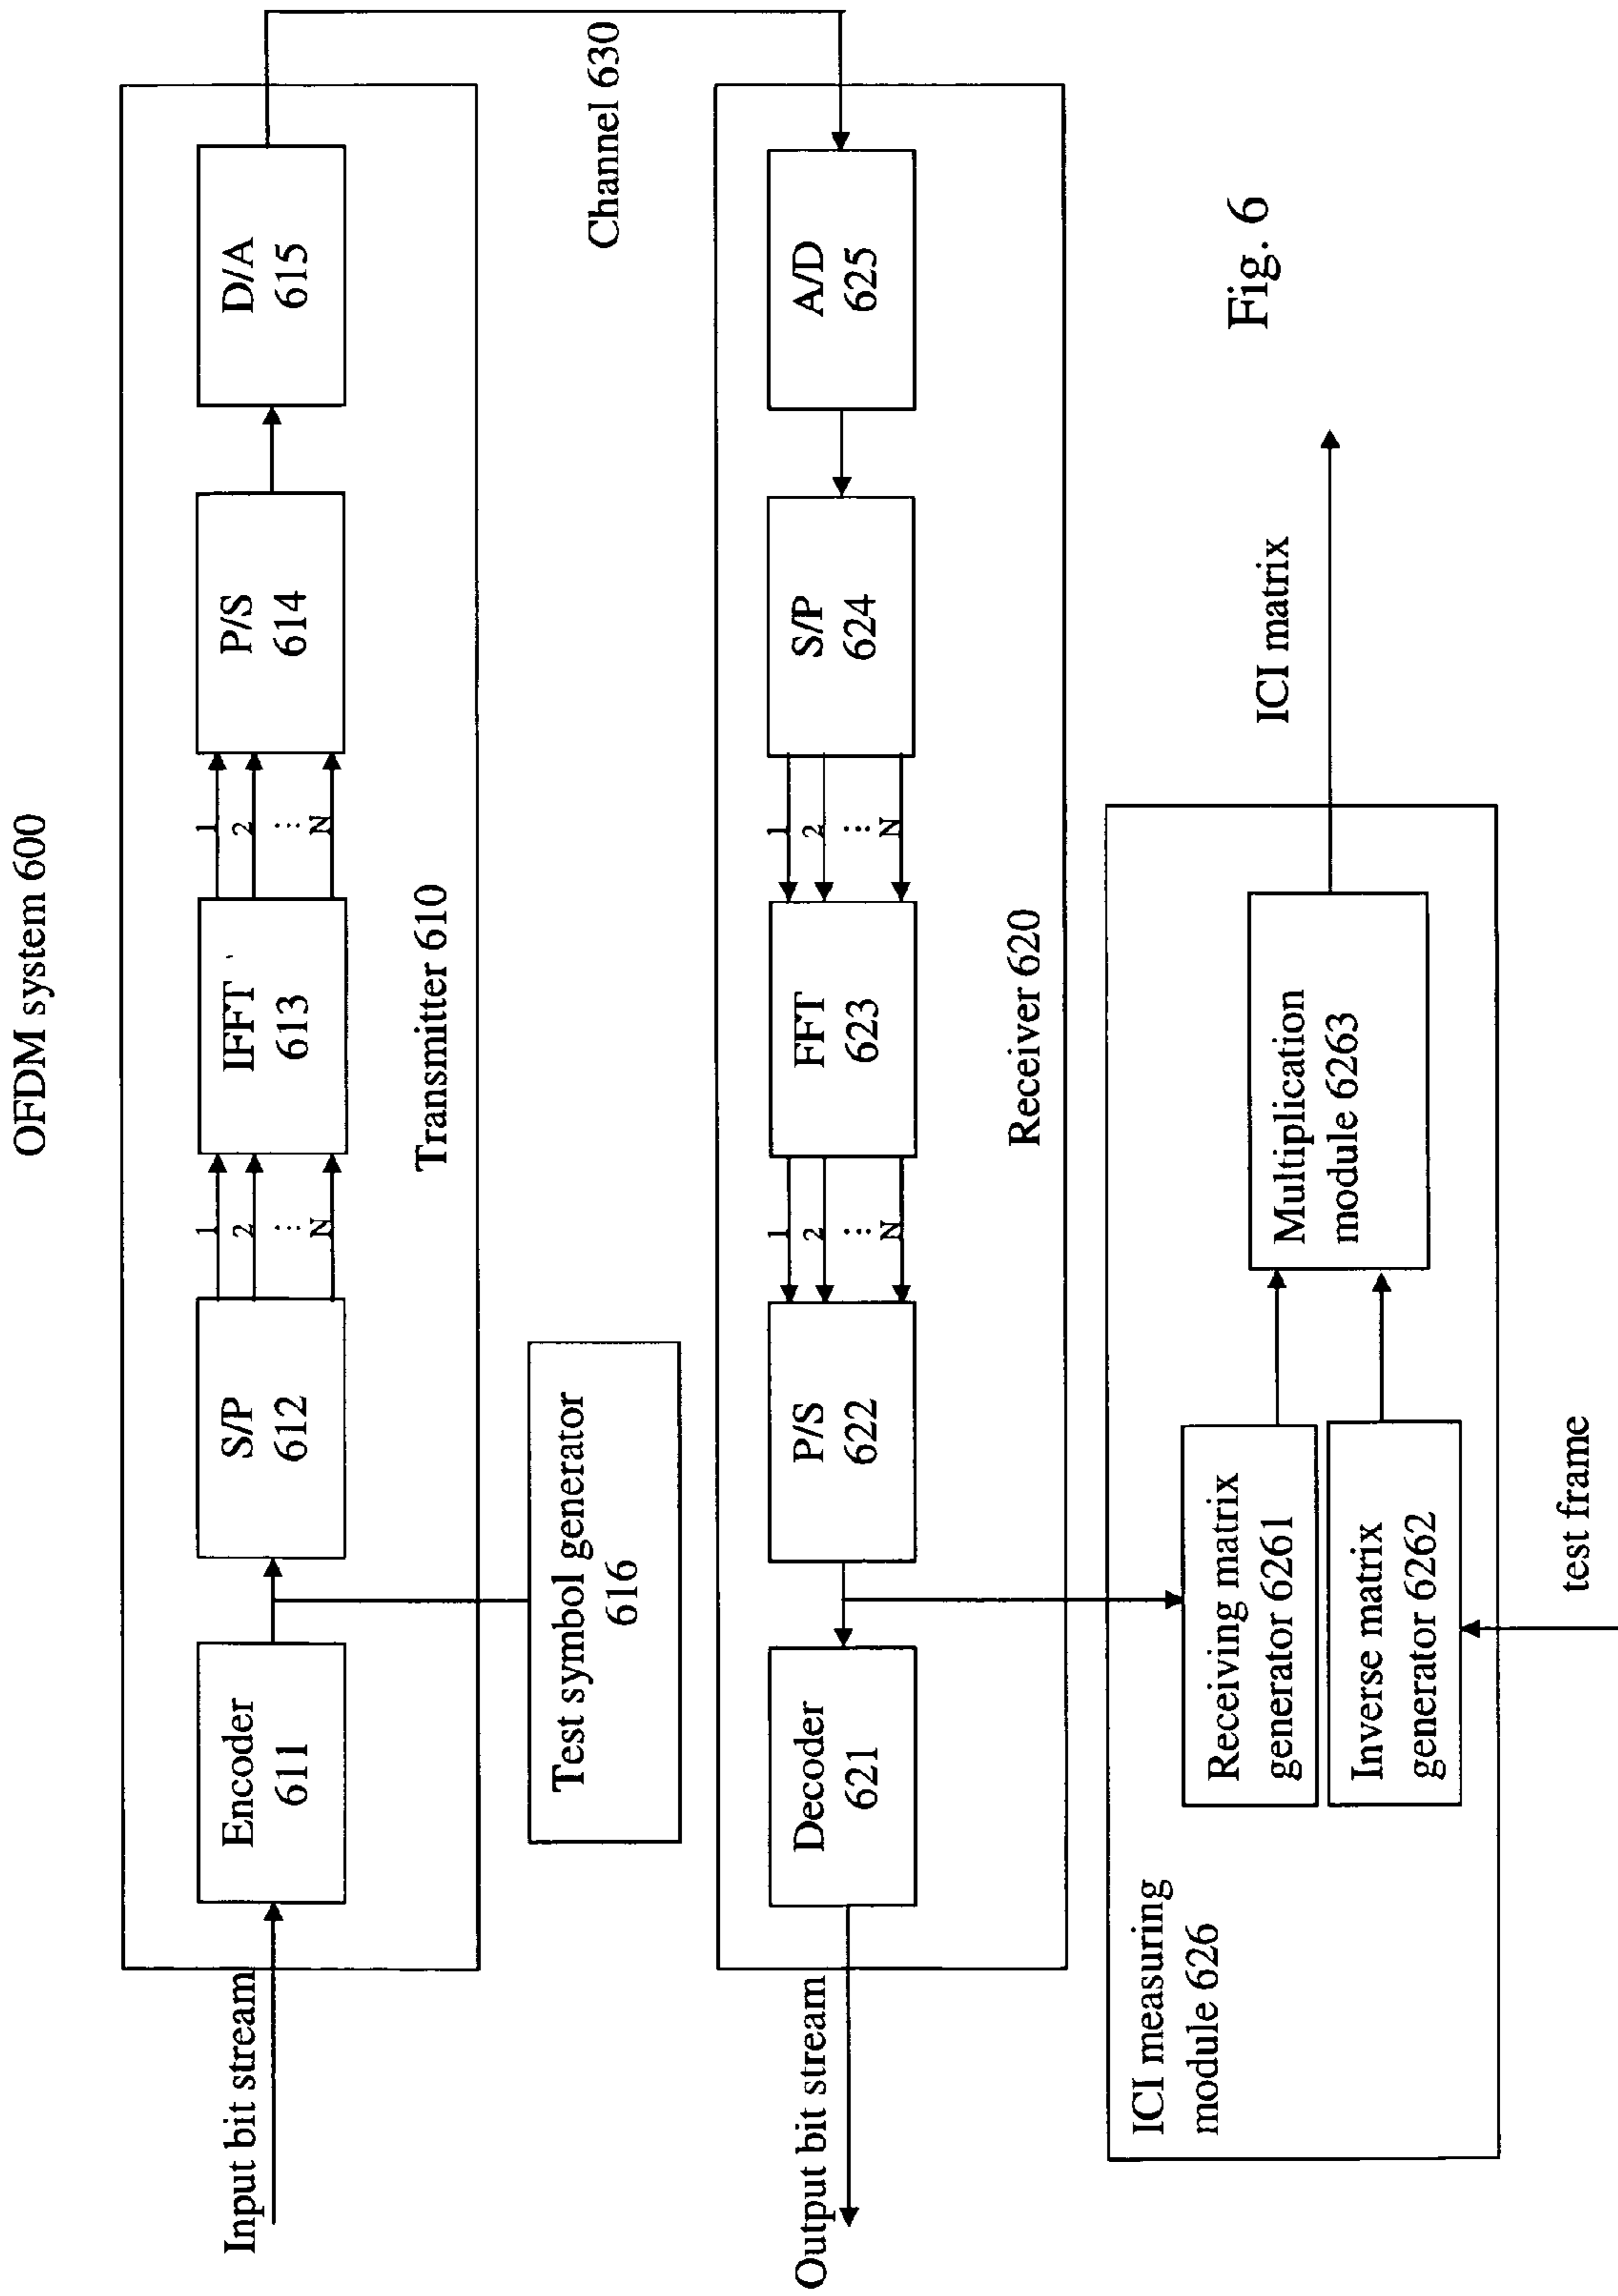 OFDM system 600
Input bit stream
Encoder
611
S/P
612
1
2
...
N
IFFT
613
1
2
...
N
P/S
614
D/A
615
Transmitter 610
Test symbol generator
616
Channel 630
Output bit stream
Decoder
621
P/S
622
1
2
...
N
FFT
623
1
2
...
N
S/P
624
A/D
625
Receiver 620
ICI measuring
module 626
Receiving matrix
generator 6261
Inverse matrix
generator 6262
Multiplication
module 6263
ICI matrix
test frame
Fig. 6